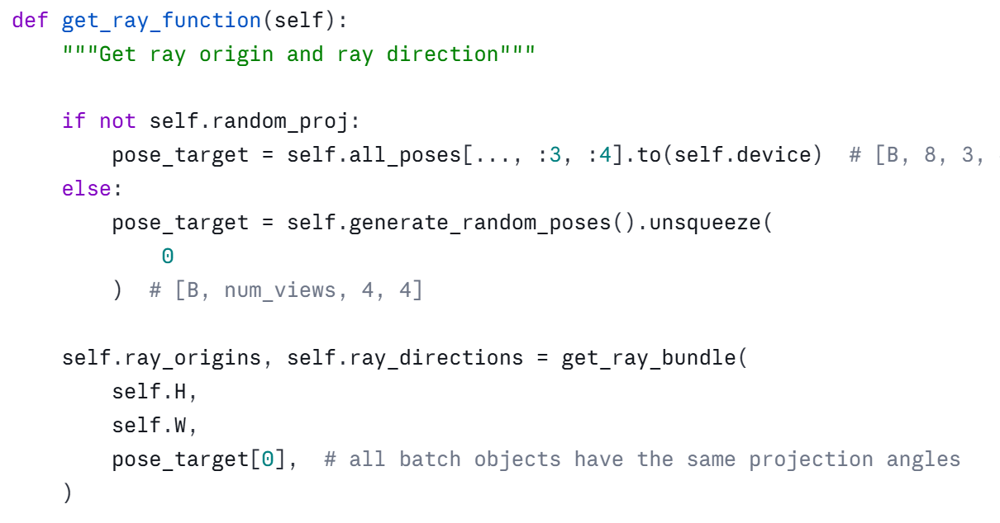 def get_ray_function(self):
    """Get ray origin and ray direction"""

    if not self.random_proj:
        pose_target = self.all_poses[..., :3, :4].to(self.device)  # [B, 8, 3,
    else:
        pose_target = self.generate_random_poses().unsqueeze(
            0
        )  # [B, num_views, 4, 4]

    self.ray_origins, self.ray_directions = get_ray_bundle(
        self.H,
        self.W,
        pose_target[0],  # all batch objects have the same projection angles
    )